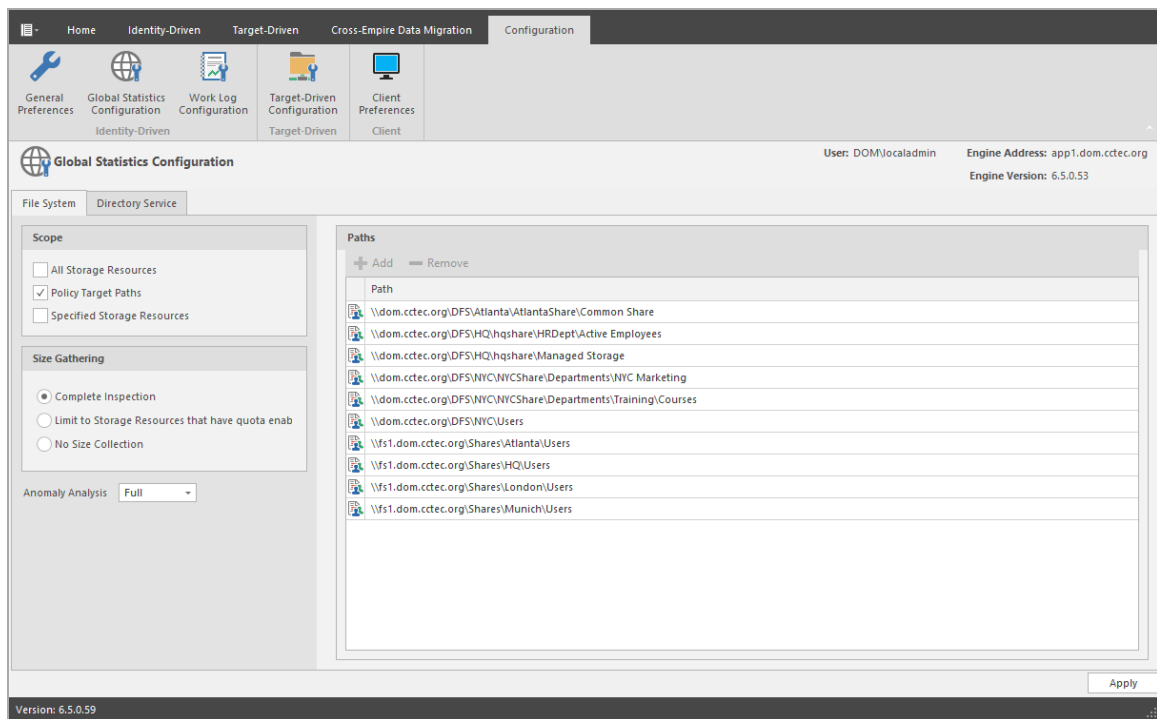 Home Identity-Driven Target-Driven Cross-Empire Data Migration Configuration
General Preferences
Global Statistics Configuration
Work Log Configuration
Target-Driven Configuration
Client Preferences
Identity-Driven Target-Driven Client
Global Statistics Configuration
User: DOM\localadmin
Engine Address: app1.dom.cctec.org
Engine Version: 6.5.0.53
File System Directory Service
Scope
All Storage Resources
Policy Target Paths
Specified Storage Resources
Size Gathering
Complete Inspection
Limit to Storage Resources that have quota enab
No Size Collection
Anomaly Analysis Full
Paths
Add Remove
Path
\\dom.cctec.org\DFS\Atlanta\AtlantaShare\Common Share
\\dom.cctec.org\DFS\HQ\hqshare\HRDept\Active Employees
\\dom.cctec.org\DFS\HQ\hqshare\Managed Storage
\\dom.cctec.org\DFS\NYC\NYCShare\Departments\NYC Marketing
\\dom.cctec.org\DFS\NYC\NYCShare\Departments\Training\Courses
\\dom.cctec.org\DFS\NYC\Users
\\fs1.dom.cctec.org\Shares\Atlanta\Users
\\fs1.dom.cctec.org\Shares\HQ\Users
\\fs1.dom.cctec.org\Shares\London\Users
\\fs1.dom.cctec.org\Shares\Munich\Users
Apply
Version: 6.5.0.59